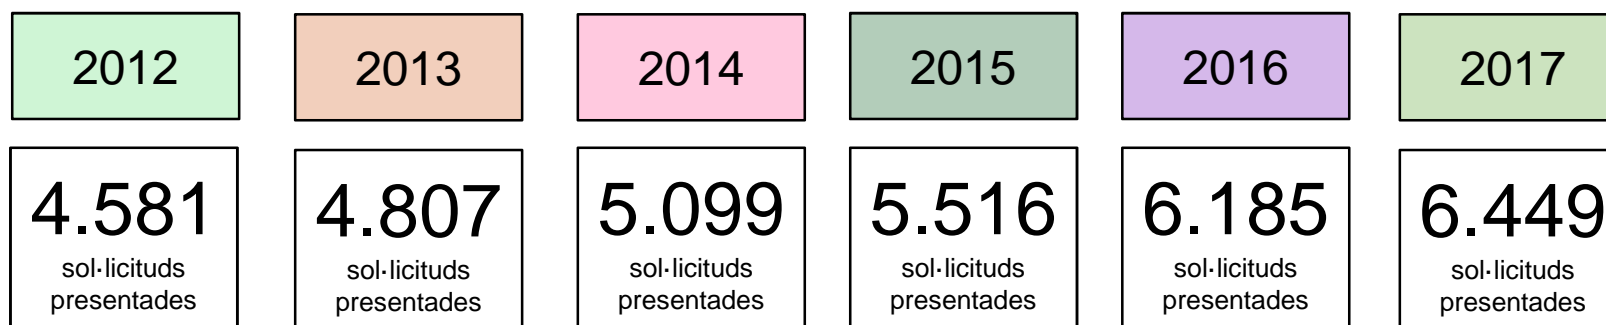 2012 2013 2014 2015 2016 2017
4.581 4.807 5.099 5.516 6.185 6.449
sol·licituds sol·licituds sol·licituds sol·licituds sol·licituds sol·licituds
presentades presentades presentades presentades presentades presentades